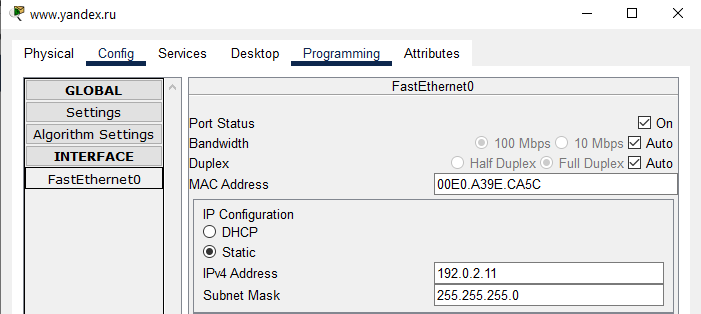 www.yandex.ru
Physical Config Services Desktop Programming Attributes
GLOBAL
Settings
Algorithm Settings
INTERFACE
FastEthernet0
FastEthernet0
Port Status On
Bandwidth 100 Mbps 10 Mbps Auto
Duplex Half Duplex Full Duplex Auto
MAC Address 00E0.A39E.CA5C
IP Configuration
DHCP
Static
IPv4 Address 192.0.2.11
Subnet Mask 255.255.255.0